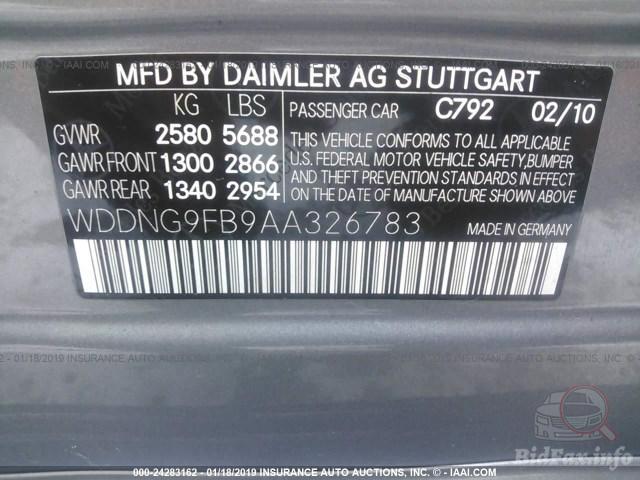 MFD BY DAIMLER AG STUTTGART
KG LBS
PASSENGER CAR C792 02/10
GVWR 2580 5688
GAWR FRONT 1300 2866
GAWR REAR 1340 2954
THIS VEHICLE CONFORMS TO ALL APPLICABLE
U.S. FEDERAL MOTOR VEHICLE SAFETY, BUMPER
AND THEFT PREVENTION STANDARDS IN EFFECT
ON THE DATE OF MANUFACTURE SHOWN ABOVE
WDDNG9FB9AA326783
MADE IN GERMANY
BidFax.info
000-24283162 - 01/18/2019 INSURANCE AUTO AUCTIONS - IAAI.COM